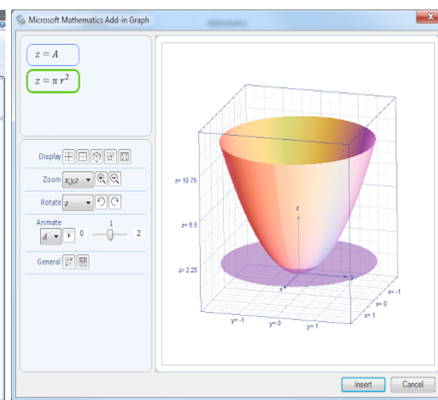 Microsoft Mathematics Add-in Graph
z = A
z = π r²
Display
Zoom x,y,z
Rotate z
Animate
A 0 1 2
General
z= 10.75
z= 6.5
z= 2.25
z
x
y
y= -1
y= 0
y= 1
x= 1
x= 0
x= -1
Insert
Cancel